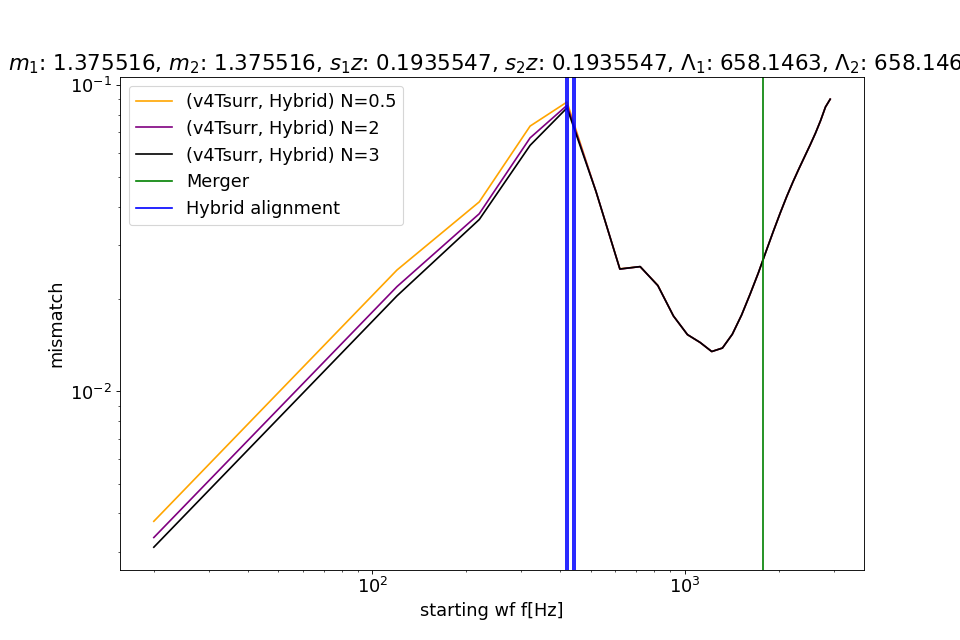 m₁: 1.375516, m₂: 1.375516, s₁z: 0.1935547, s₂z: 0.1935547, Λ₁: 658.1463, Λ₂: 658.146
10⁻¹
(v4Tsurr, Hybrid) N=0.5
(v4Tsurr, Hybrid) N=2
(v4Tsurr, Hybrid) N=3
Merger
Hybrid alignment
mismatch
10⁻²
10²
10³
starting wf f[Hz]